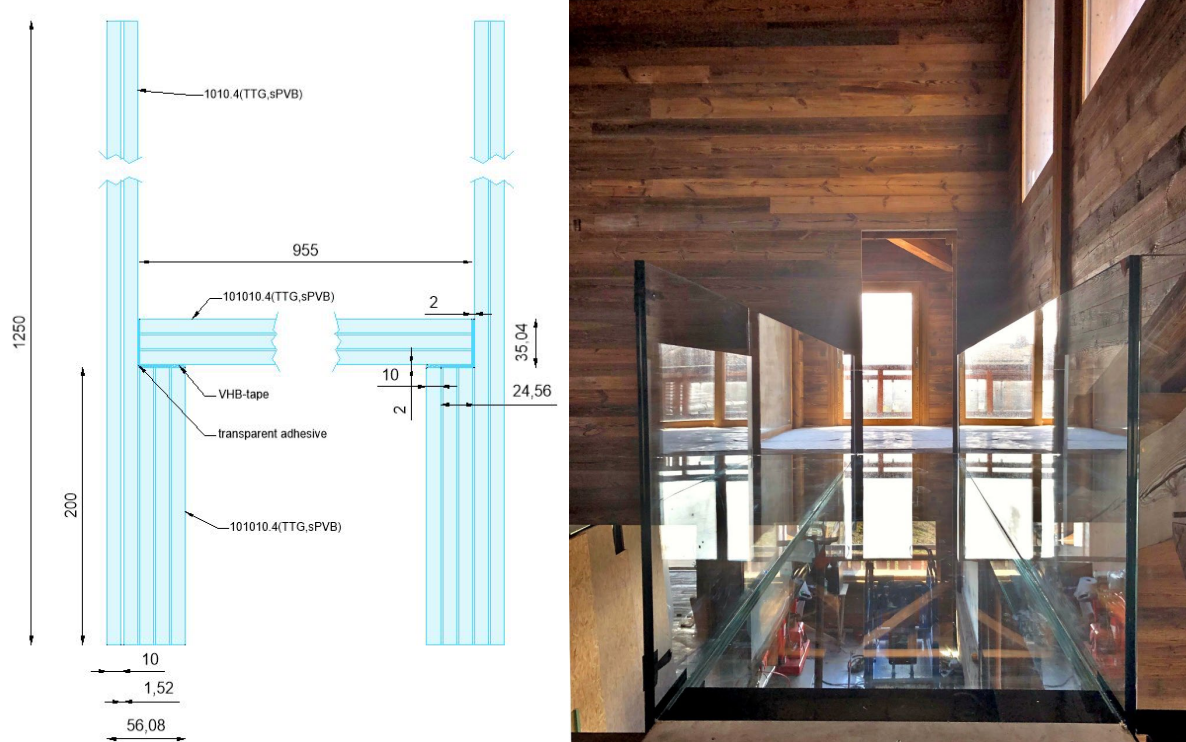 1010.4(TTG,sPVB)
1250
955
101010.4(TTG,sPVB)
2
35,04
10
24,56
2
VHB-tape
transparent adhesive
200
101010.4(TTG,sPVB)
10
1,52
56,08